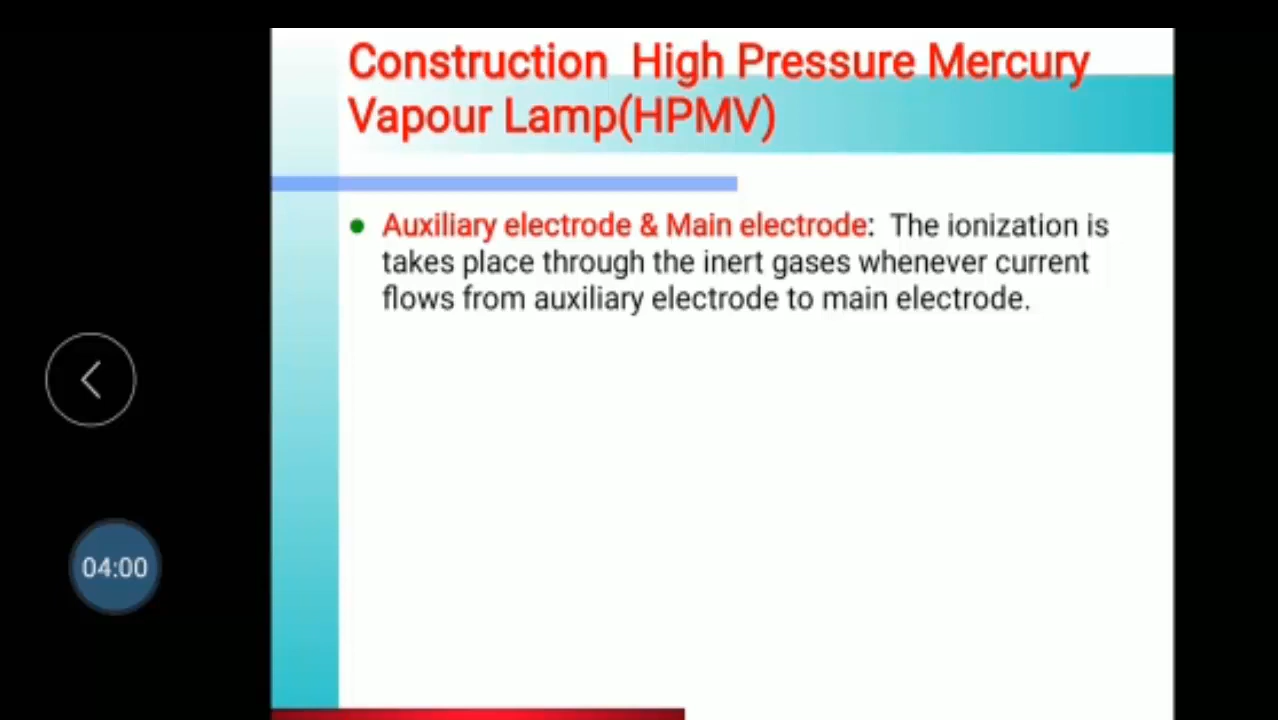 Construction High Pressure Mercury
Vapour Lamp(HPMV)
Auxiliary electrode & Main electrode: The ionization is
takes place through the inert gases whenever current
flows from auxiliary electrode to main electrode.
04:00